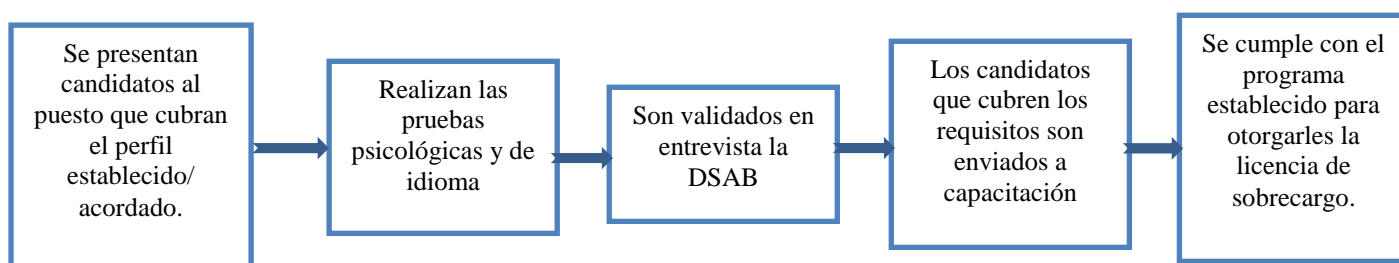 Se presentan
candidatos al
puesto que cubran
el perfil
establecido/
acordado.
Realizan las
pruebas
psicológicas y de
idioma
Son validados en
entrevista la
DSAB
Los candidatos
que cubren los
requisitos son
enviados a
capacitación
Se cumple con el
programa
establecido para
otorgarles la
licencia de
sobrecargo.